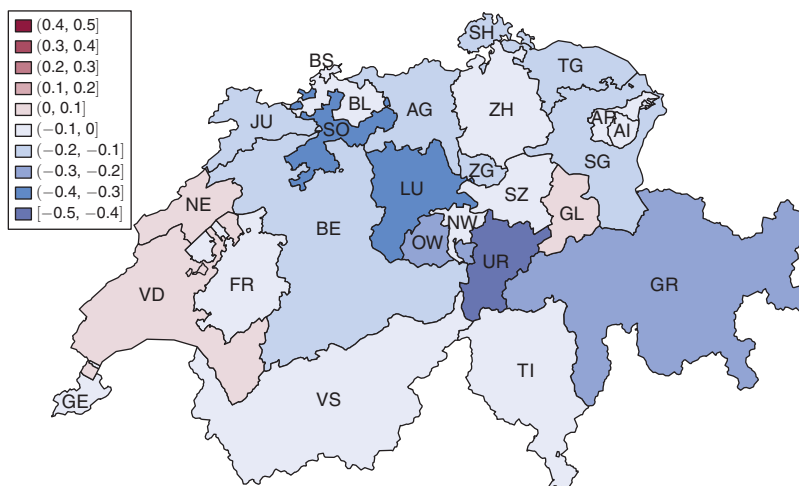 (0.4, 0.5]
(0.3, 0.4]
(0.2, 0.3]
(0.1, 0.2]
(0, 0.1]
(−0.1, 0]
(−0.2, −0.1]
(−0.3, −0.2]
(−0.4, −0.3]
[−0.5, −0.4]
SH
BS
TG
BL
AG
ZH
JU
SO
AR
AI
SG
ZG
LU
SZ
NE
GL
BE
NW
OW
UR
FR
GR
VD
TI
VS
GE